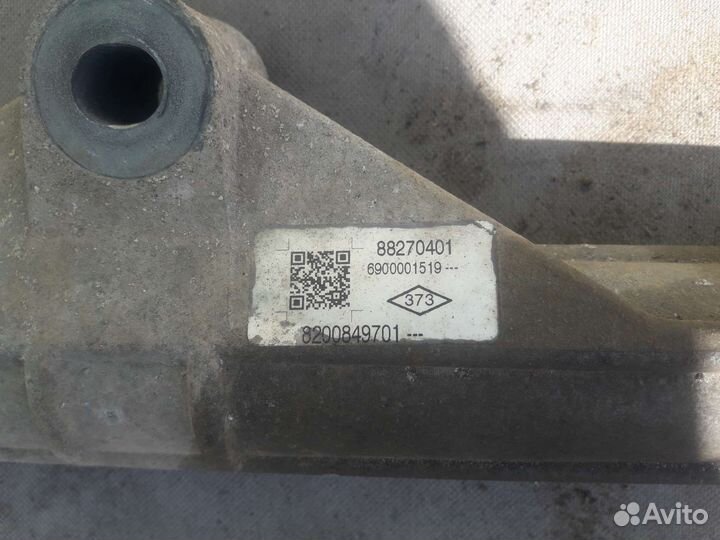 88270401
6900001519 ---
373
8200849701 ---
Avito